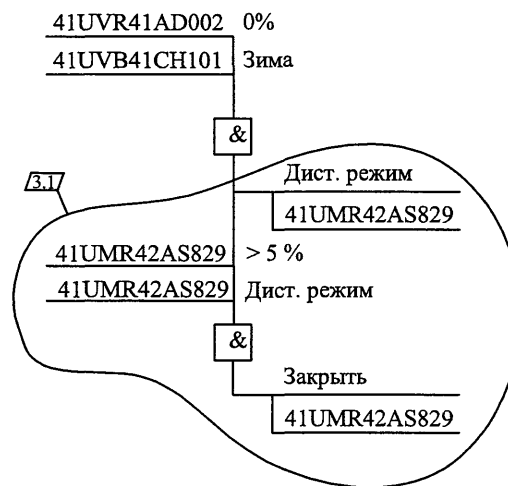 41UVR41AD002 0%
41UVB41CH101 Зима
&
3.1
Дист. режим
41UMR42AS829
41UMR42AS829 > 5 %
41UMR42AS829 Дист. режим
&
Закрыть
41UMR42AS829